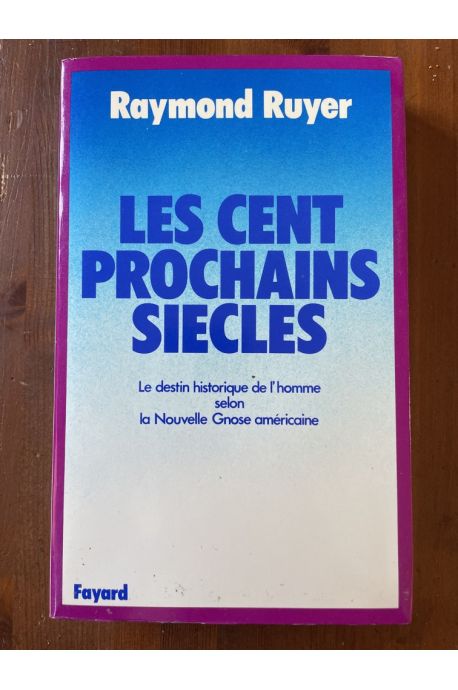 Raymond Ruyer
LES CENT
PROCHAINS
SIECLES
Le destin historique de l'homme
selon
la Nouvelle Gnose américaine
Fayard